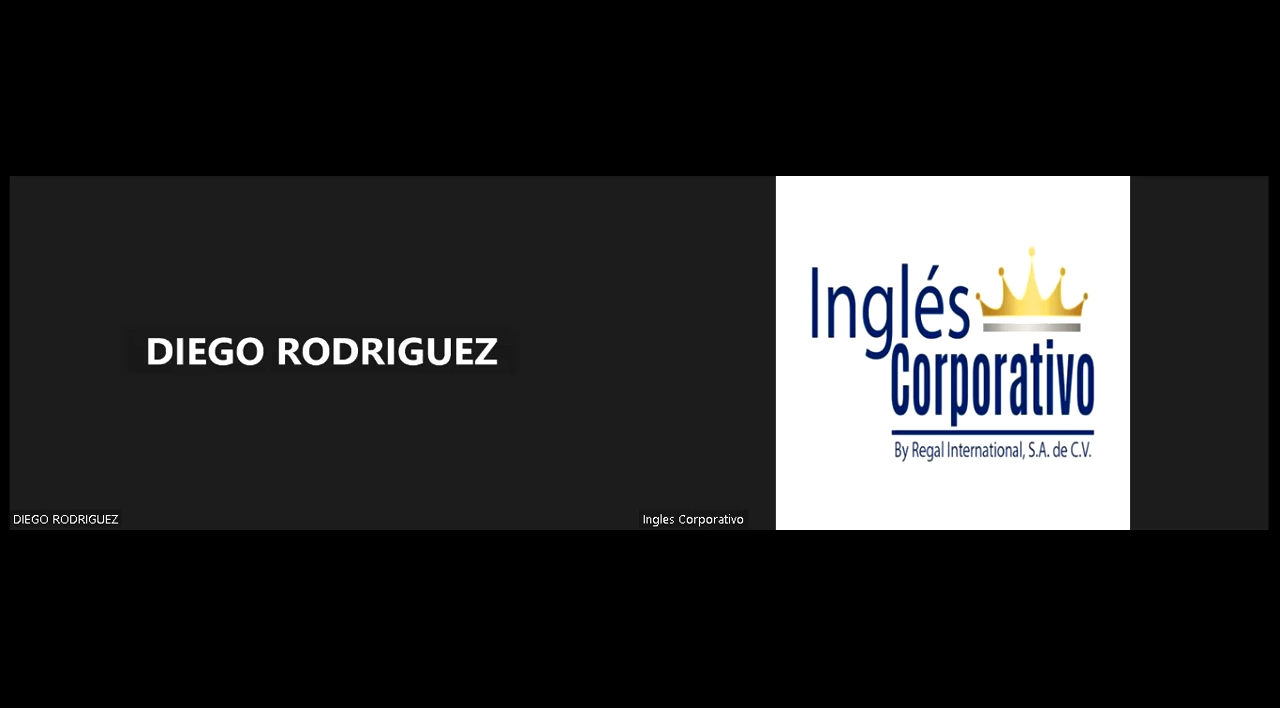 DIEGO RODRIGUEZ
DIEGO RODRIGUEZ
Inglés
Corporativo
By Regal International, S.A. de C.V.
Ingles Corporativo